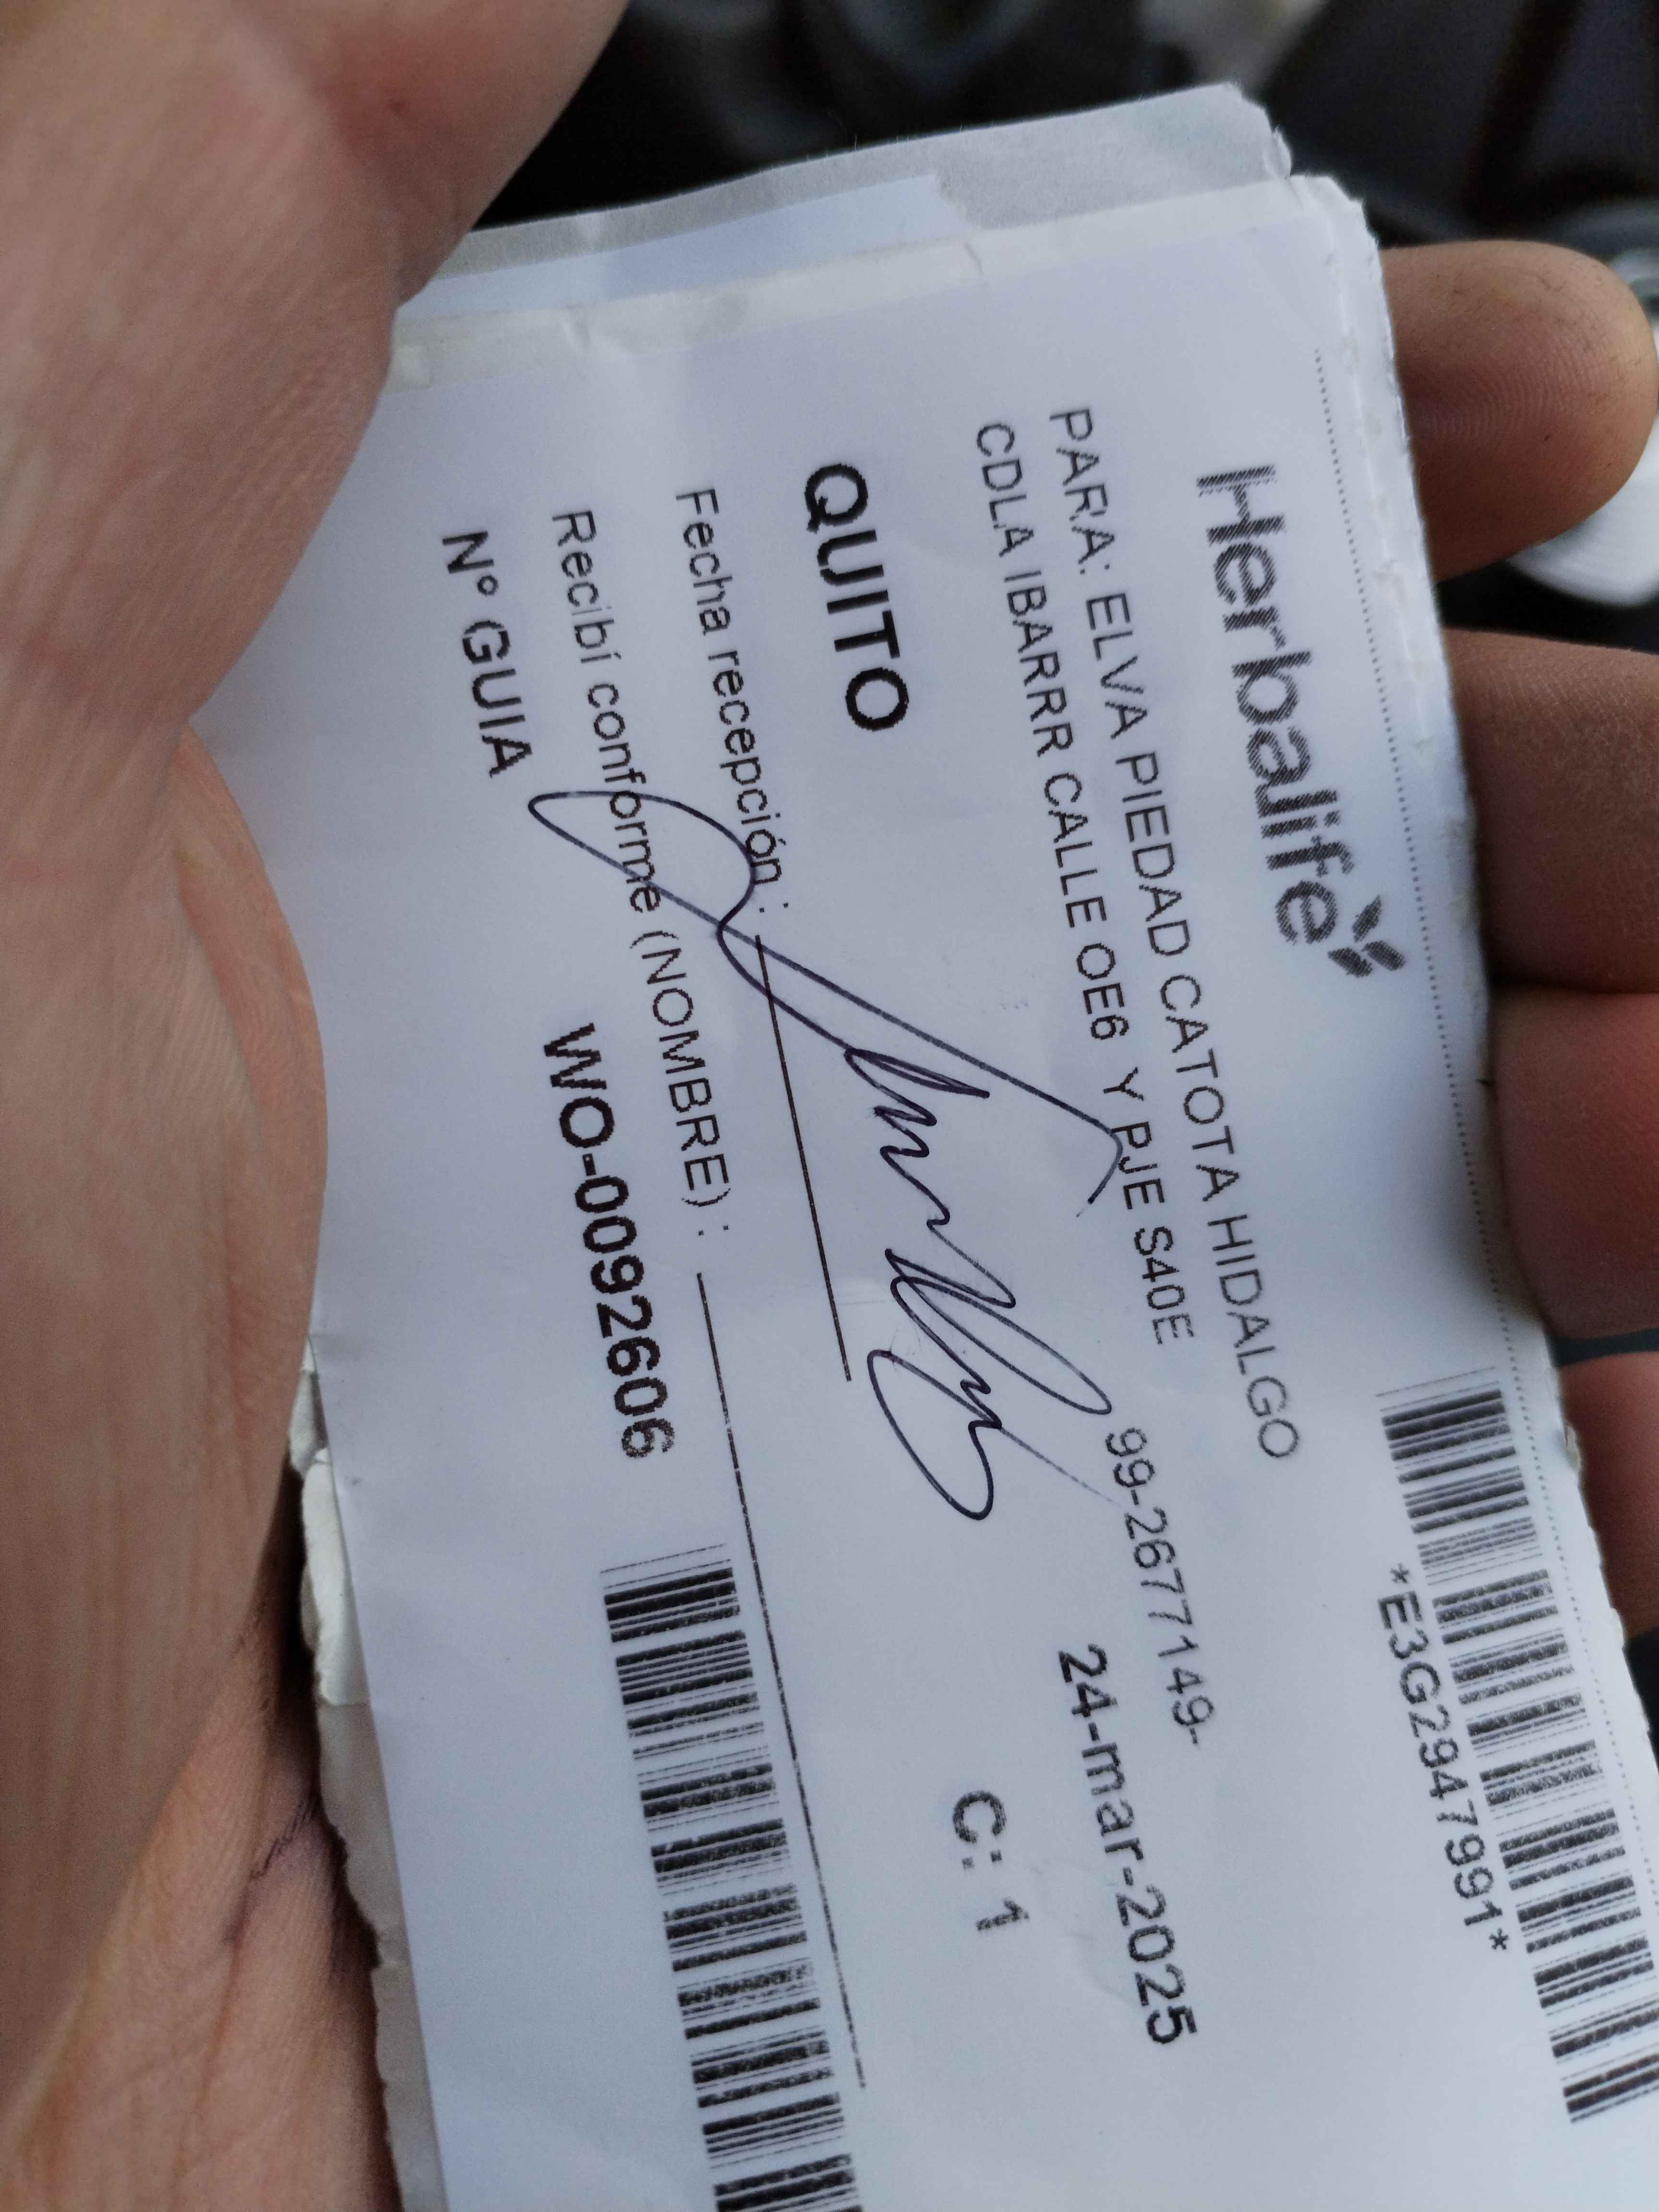 Herbalife
*E3G2947991*
PARA: ELVA PIEDAD CATOTA HIDALGO
CDLA IBARRR CALLE OE6 Y PJE S40E
99-2677149-
24-mar-2025
QUITO
C: 1
Fecha recepción :
Recibí conforme (NOMBRE) :
N° GUIA WO-0092606